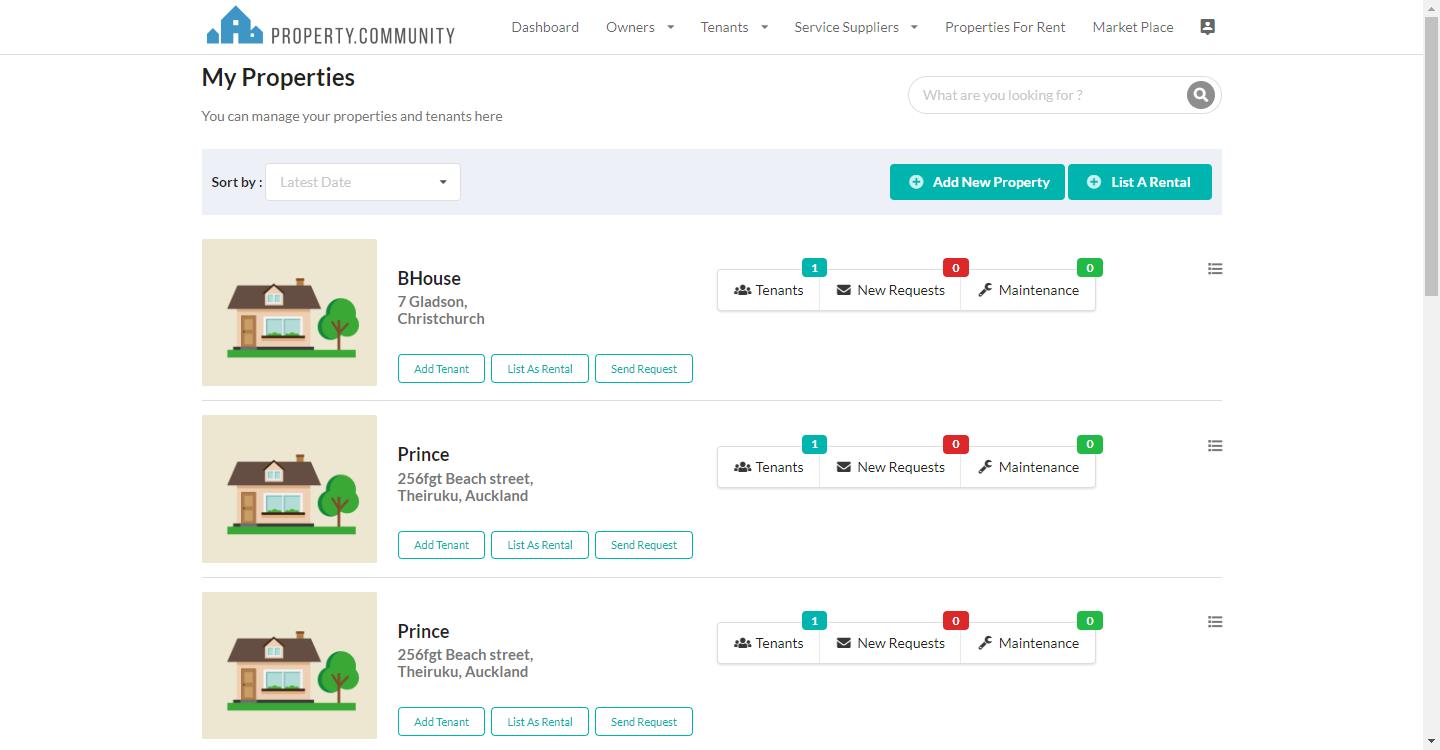 PROPERTY.COMMUNITY
Dashboard Owners Tenants Service Suppliers Properties For Rent Market Place
My Properties
What are you looking for ?
You can manage your properties and tenants here
Sort by : Latest Date Add New Property List A Rental
BHouse
7 Gladson,
Christchurch
1 0 0
Tenants New Requests Maintenance
Add Tenant List As Rental Send Request
Prince
256fgt Beach street,
Theiruku, Auckland
1 0 0
Tenants New Requests Maintenance
Add Tenant List As Rental Send Request
Prince
256fgt Beach street,
Theiruku, Auckland
1 0 0
Tenants New Requests Maintenance
Add Tenant List As Rental Send Request